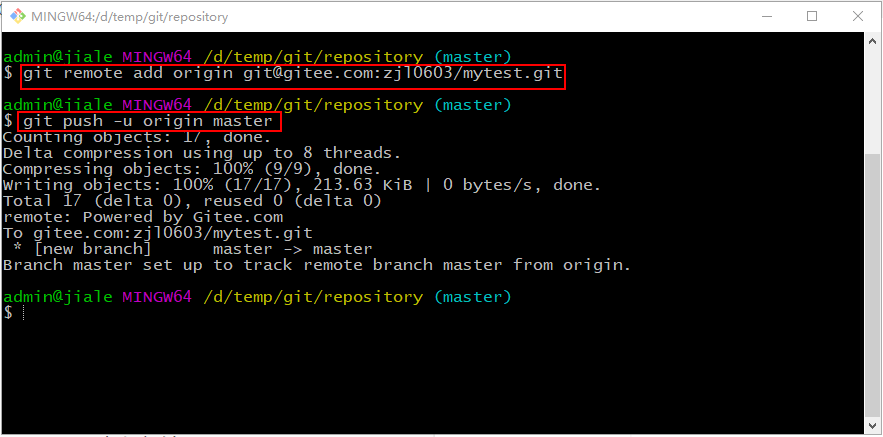 MINGW64:/d/temp/git/repository
admin@jiale MINGW64 /d/temp/git/repository (master)
$ git remote add origin git@gitee.com:zjl0603/mytest.git
admin@jiale MINGW64 /d/temp/git/repository (master)
$ git push -u origin master
Counting objects: 17, done.
Delta compression using up to 8 threads.
Compressing objects: 100% (9/9), done.
Writing objects: 100% (17/17), 213.63 KiB | 0 bytes/s, done.
Total 17 (delta 0), reused 0 (delta 0)
remote: Powered by Gitee.com
To gitee.com:zjl0603/mytest.git
 * [new branch]      master -> master
Branch master set up to track remote branch master from origin.
admin@jiale MINGW64 /d/temp/git/repository (master)
$